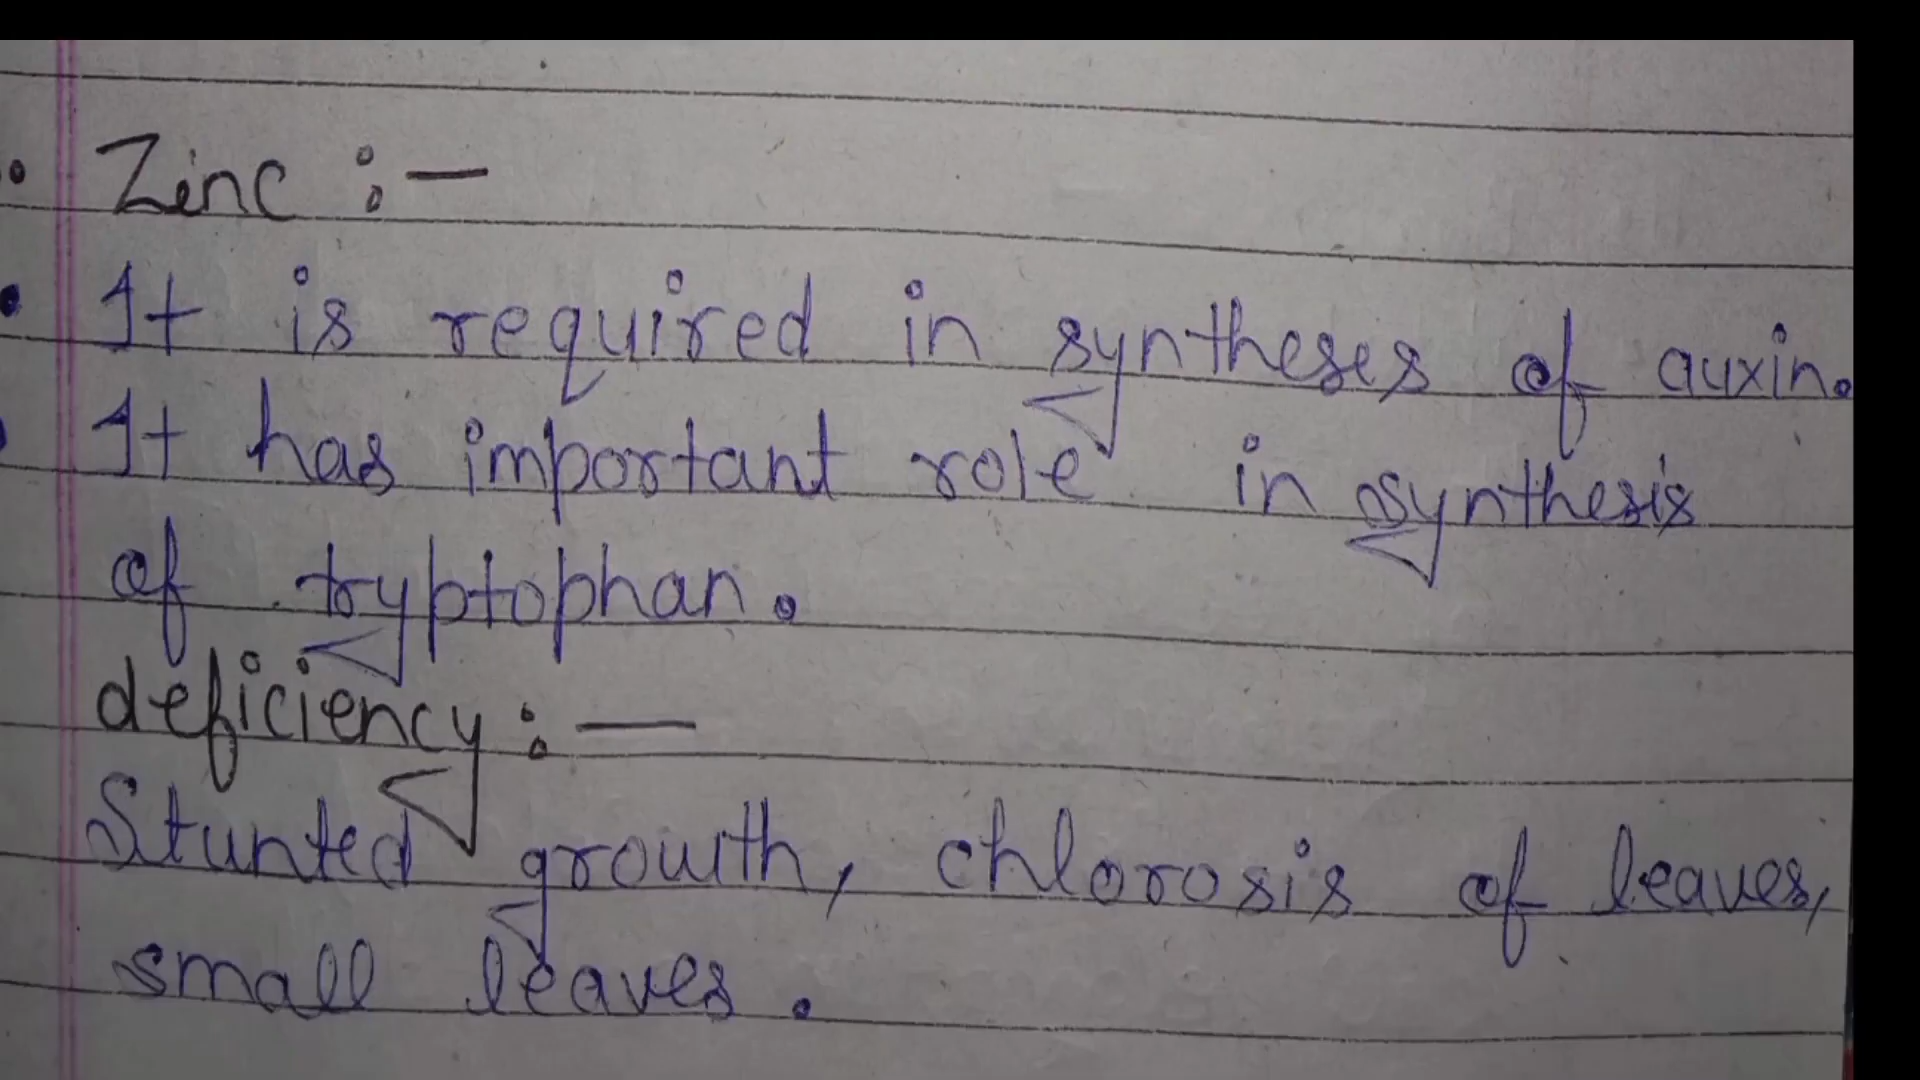 . Zinc :-
• It is required in syntheses of auxin.
• It has important role in synthesis
of tryptophan.
deficiency :-
Stunted growth, chlorosis of leaves,
small leaves.